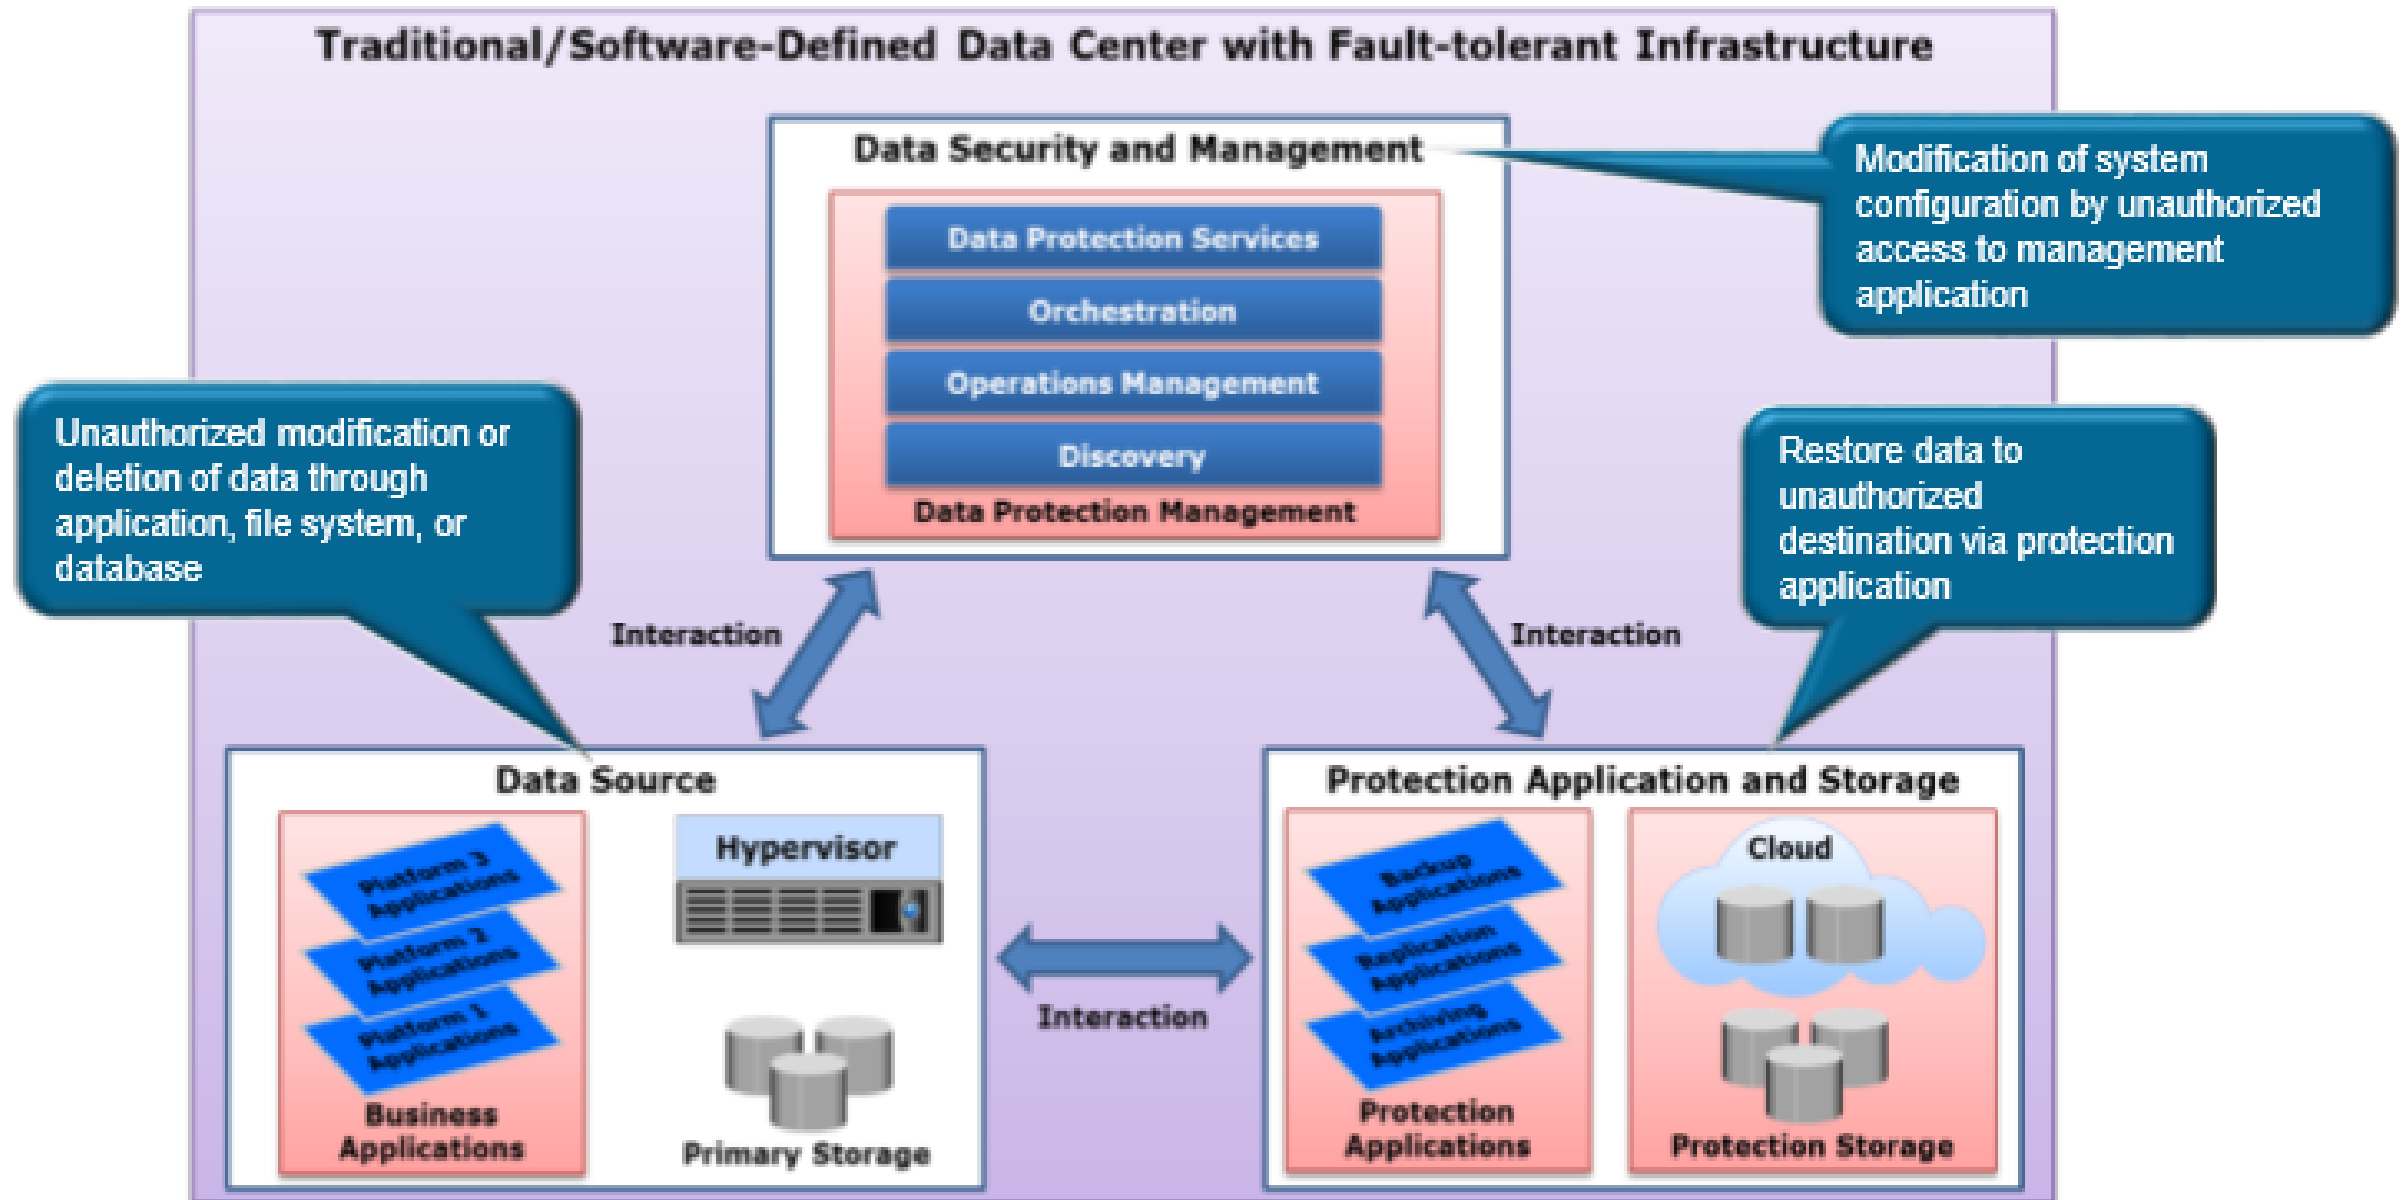 Traditional/Software-Defined Data Center with Fault-tolerant Infrastructure
Data Security and Management
Data Protection Services
Orchestration
Operations Management
Discovery
Data Protection Management
Modification of system
configuration by unauthorized
access to management
application
Unauthorized modification or
deletion of data through
application, file system, or
database
Restore data to
unauthorized
destination via protection
application
Interaction
Interaction
Data Source
Platform 3
Applications
Platform 2
Applications
Platform 1
Applications
Business
Applications
Hypervisor
Primary Storage
Interaction
Protection Application and Storage
Backup
Applications
Replication
Applications
Archiving
Applications
Protection
Applications
Cloud
Protection Storage